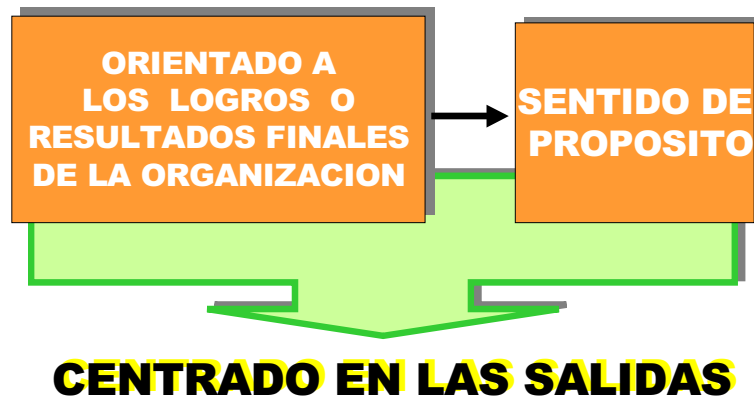 ORIENTADO A
LOS LOGROS O
RESULTADOS FINALES
DE LA ORGANIZACION
SENTIDO DE
PROPOSITO
CENTRADO EN LAS SALIDAS